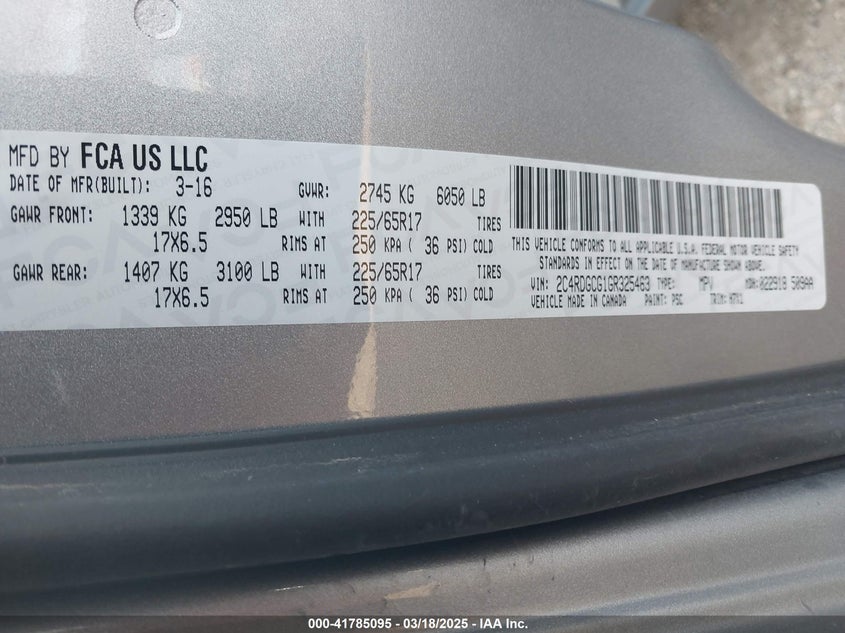 MFD BY FCA US LLC
DATE OF MFR(BUILT): 3-16 GVWR: 2745 KG 6050 LB
GAWR FRONT: 1339 KG 2950 LB WITH 225/65R17 TIRES
17X6.5 RIMS AT 250 KPA ( 36 PSI) COLD
GAWR REAR: 1407 KG 3100 LB WITH 225/65R17 TIRES
17X6.5 RIMS AT 250 KPA ( 36 PSI) COLD
THIS VEHICLE CONFORMS TO ALL APPLICABLE U.S.A. FEDERAL MOTOR VEHICLE SAFETY
STANDARDS IN EFFECT ON THE DATE OF MANUFACTURE SHOWN ABOVE.
VIN: 2C4RDGCG1GR325463 TYPE: MPV MDH: 022918 509AA
VEHICLE MADE IN CANADA PAINT: PSC TRIM:
000-41785095 - 03/18/2025 - IAA Inc.